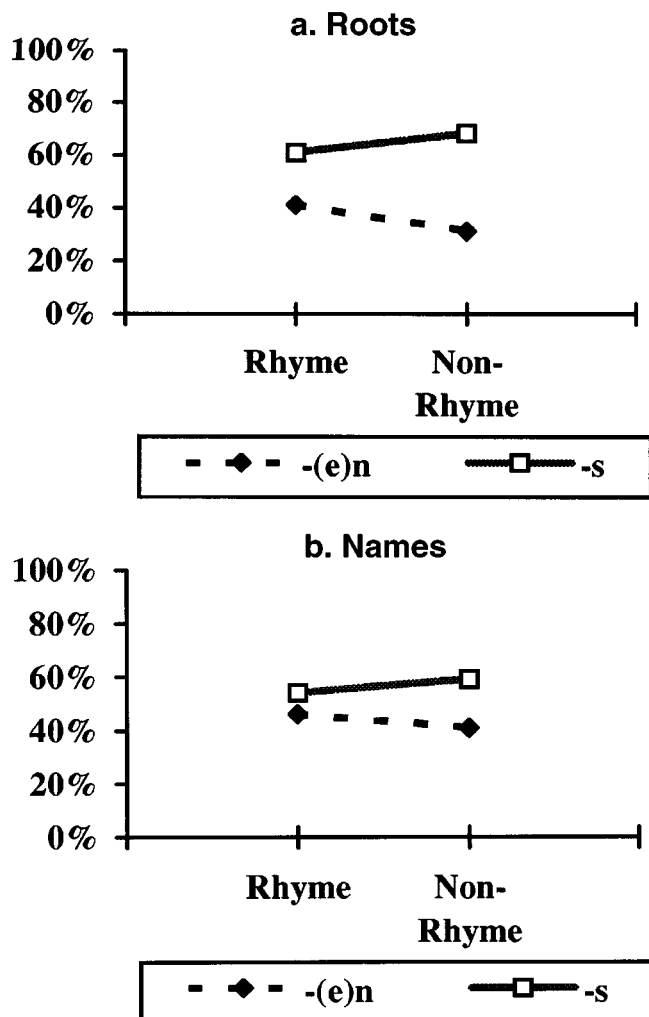 a. Roots
100%
80%
60%
40%
20%
0%
Rhyme Non-
Rhyme
-(e)n -s
b. Names
100%
80%
60%
40%
20%
0%
Rhyme Non-
Rhyme
-(e)n -s